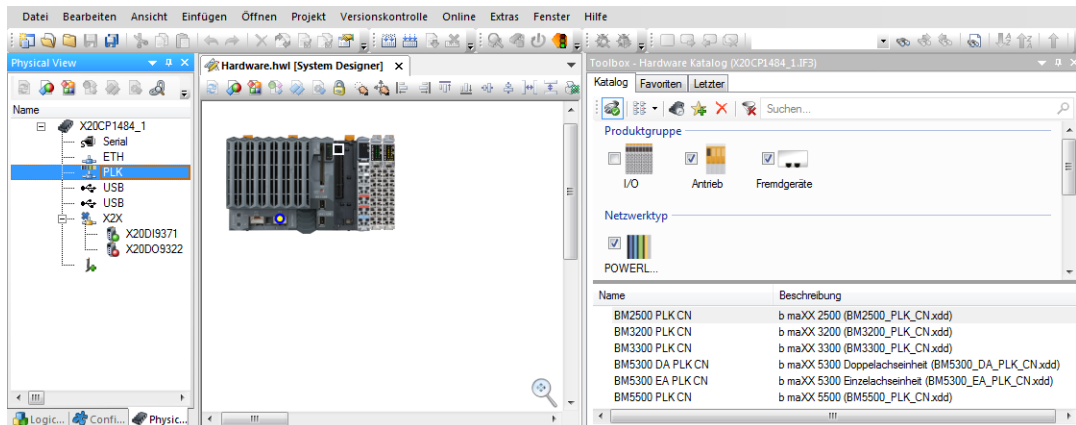 Datei Bearbeiten Ansicht Einfügen Öffnen Projekt Versionskontrolle Online Extras Fenster Hilfe
Physical View
Hardware.hwl [System Designer] X
Toolbox - Hardware Katalog (X20CP1484_1.IF3)
Katalog Favoriten Letzter
Suchen...
Name
X20CP1484_1
Serial
ETH
PLK
USB
USB
X2X
X20DI9371
X20DO9322
Produktgruppe
I/O Antrieb Fremdgeräte
Netzwerktyp
POWERL...
Name Beschreibung
BM2500 PLK CN b maXX 2500 (BM2500_PLK_CN.xdd)
BM3200 PLK CN b maXX 3200 (BM3200_PLK_CN.xdd)
BM3300 PLK CN b maXX 3300 (BM3300_PLK_CN.xdd)
BM5300 DA PLK CN b maXX 5300 Doppelachseinheit (BM5300_DA_PLK_CN.xdd)
BM5300 EA PLK CN b maXX 5300 Einzelachseinheit (BM5300_EA_PLK_CN.xdd)
BM5500 PLK CN b maXX 5500 (BM5500_PLK_CN.xdd)
Logic... Confi... Physic...